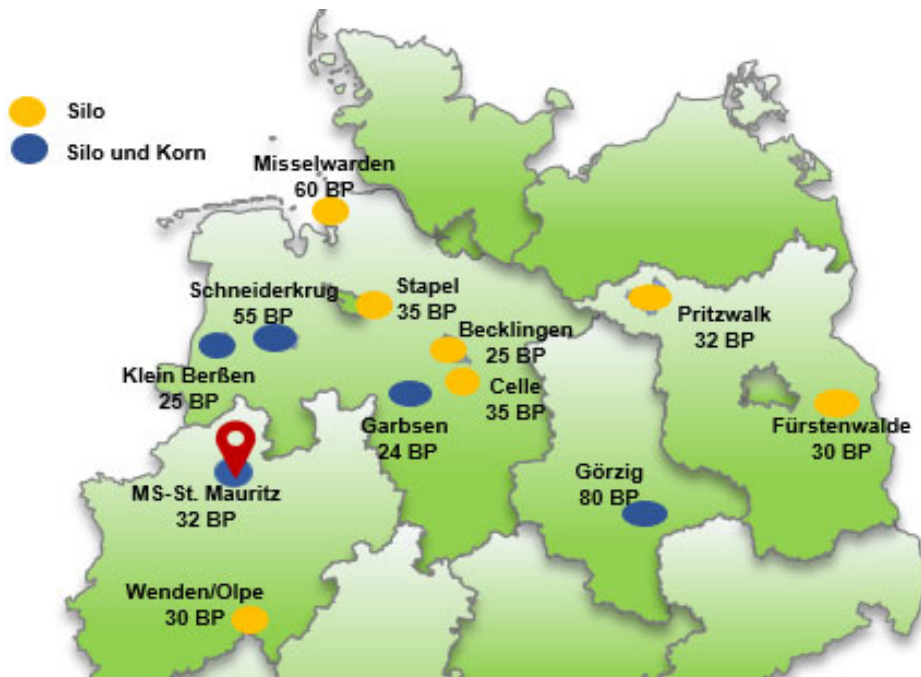 Silo
Silo und Korn
Misselwarden
60 BP
Schneiderkrug
55 BP
Stapel
35 BP
Becklingen
25 BP
Pritzwalk
32 BP
Klein Berßen
25 BP
Celle
35 BP
Garbsen
24 BP
Fürstenwalde
30 BP
Görzig
80 BP
MS-St. Mauritz
32 BP
Wenden/Olpe
30 BP